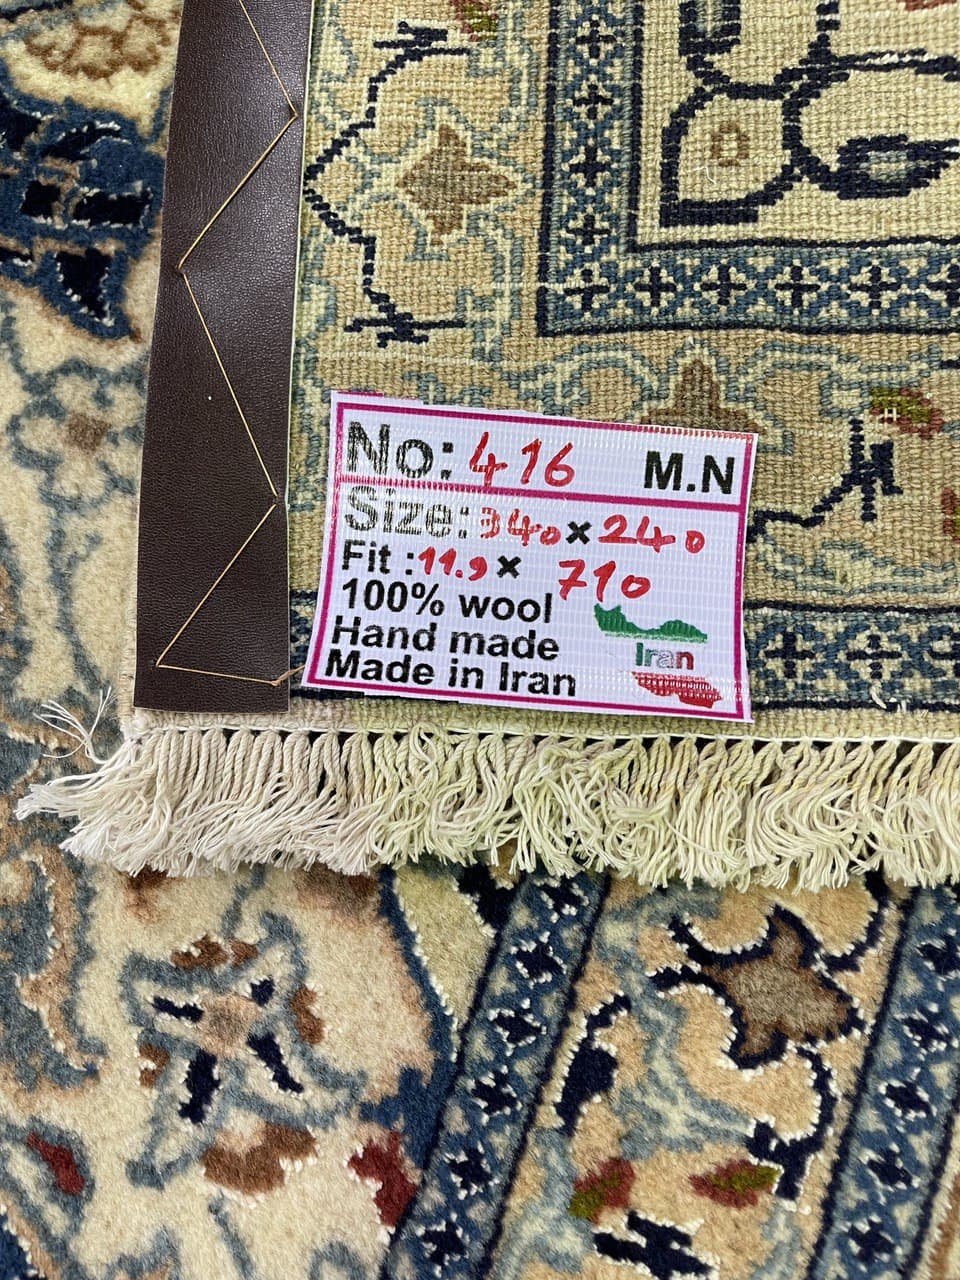 No: 416 M.N
Size: 340 x 240
Fit : 11.9 x 710
100% wool
Hand made
Made in Iran
Iran